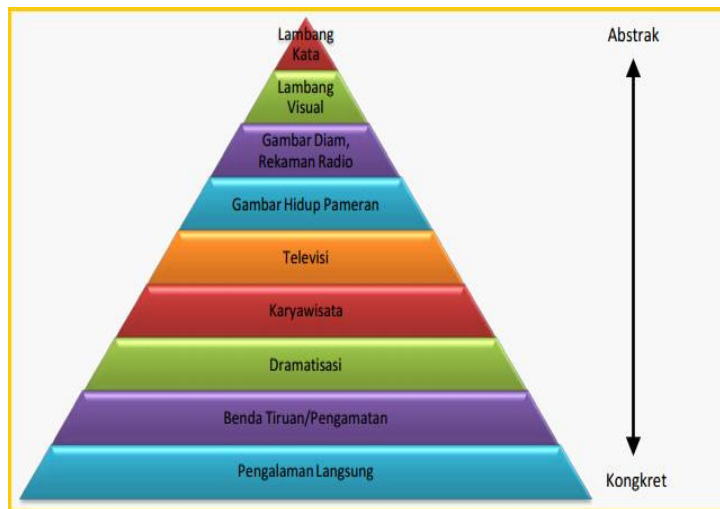 Lambang
Kata
Abstrak
Lambang
Visual
Gambar Diam,
Rekaman Radio
Gambar Hidup Pameran
Televisi
Karyawisata
Dramatisasi
Benda Tiruan/Pengamatan
Pengalaman Langsung
Kongkret